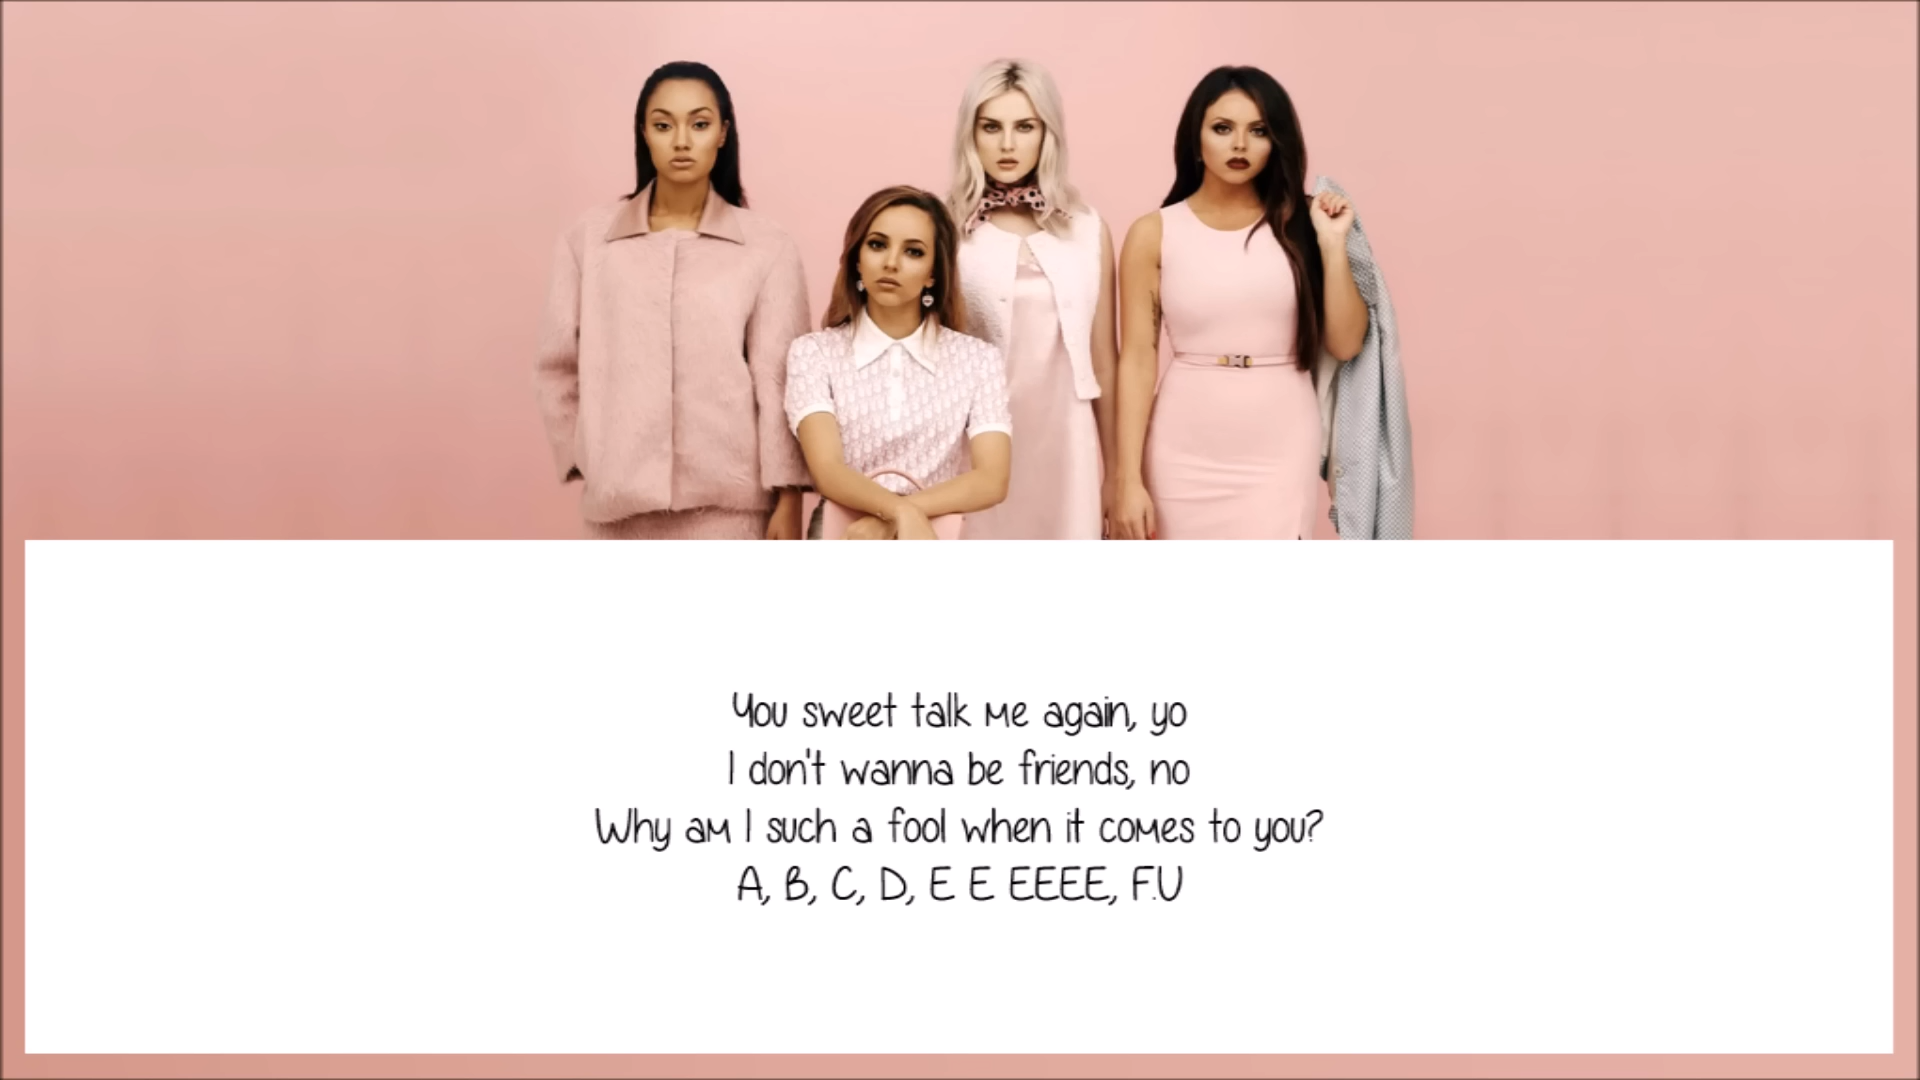 You sweet talk me again, yo
I don't wanna be friends, no
Why am I such a fool when it comes to you?
A, B, C, D, E E EEEE, F.U